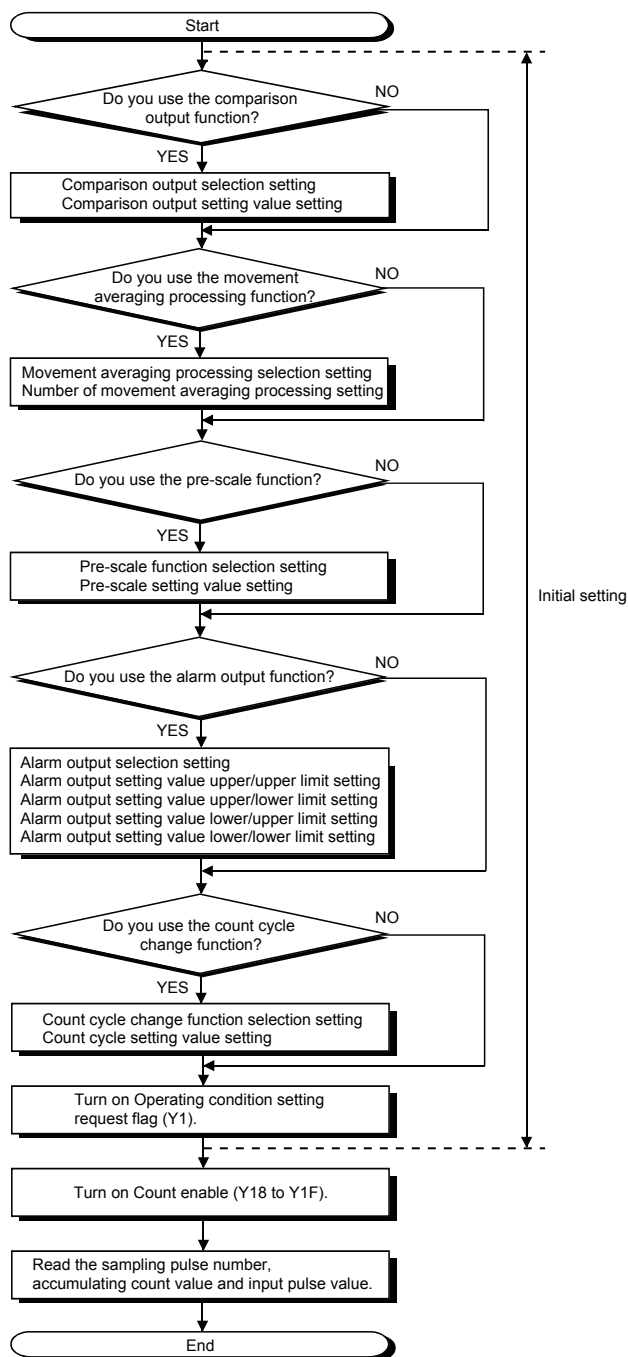 Start
Do you use the comparison
output function?
NO
YES
Comparison output selection setting
Comparison output setting value setting
Do you use the movement
averaging processing function?
NO
YES
Movement averaging processing selection setting
Number of movement averaging processing setting
Do you use the pre-scale function?
NO
YES
Pre-scale function selection setting
Pre-scale setting value setting
Initial setting
Do you use the alarm output function?
NO
YES
Alarm output selection setting
Alarm output setting value upper/upper limit setting
Alarm output setting value upper/lower limit setting
Alarm output setting value lower/upper limit setting
Alarm output setting value lower/lower limit setting
Do you use the count cycle
change function?
NO
YES
Count cycle change function selection setting
Count cycle setting value setting
Turn on Operating condition setting
request flag (Y1).
Turn on Count enable (Y18 to Y1F).
Read the sampling pulse number,
accumulating count value and input pulse value.
End